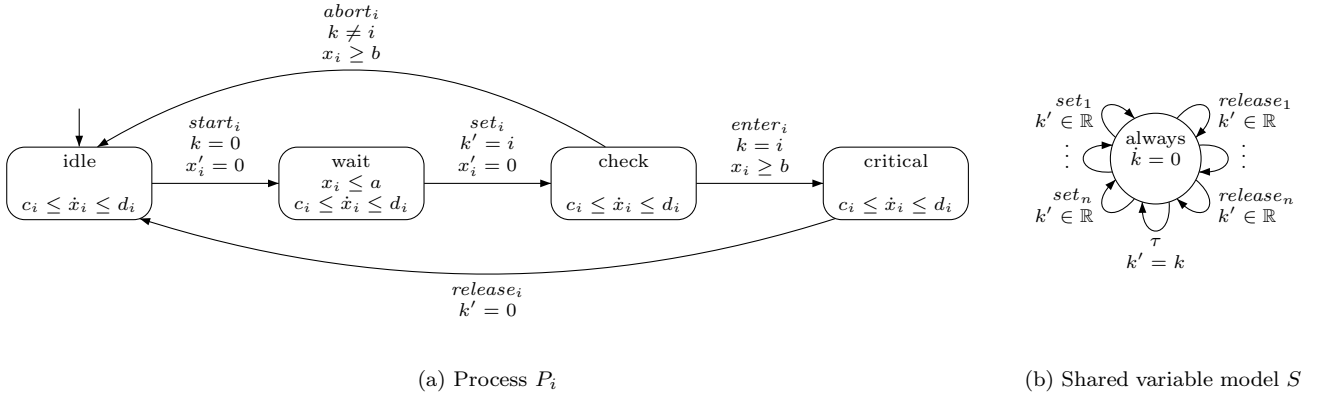 abort_i
k ≠ i
x_i ≥ b
start_i
k = 0
x'_i = 0
set_i
k' = i
x'_i = 0
enter_i
k = i
x_i ≥ b
idle
c_i ≤ ẋ_i ≤ d_i
wait
x_i ≤ a
c_i ≤ ẋ_i ≤ d_i
check
c_i ≤ ẋ_i ≤ d_i
critical
c_i ≤ ẋ_i ≤ d_i
release_i
k' = 0
(a) Process P_i
set_1
k' ∈ ℝ
release_1
k' ∈ ℝ
always
k̇ = 0
⋮
⋮
set_n
k' ∈ ℝ
release_n
k' ∈ ℝ
τ
k' = k
(b) Shared variable model S